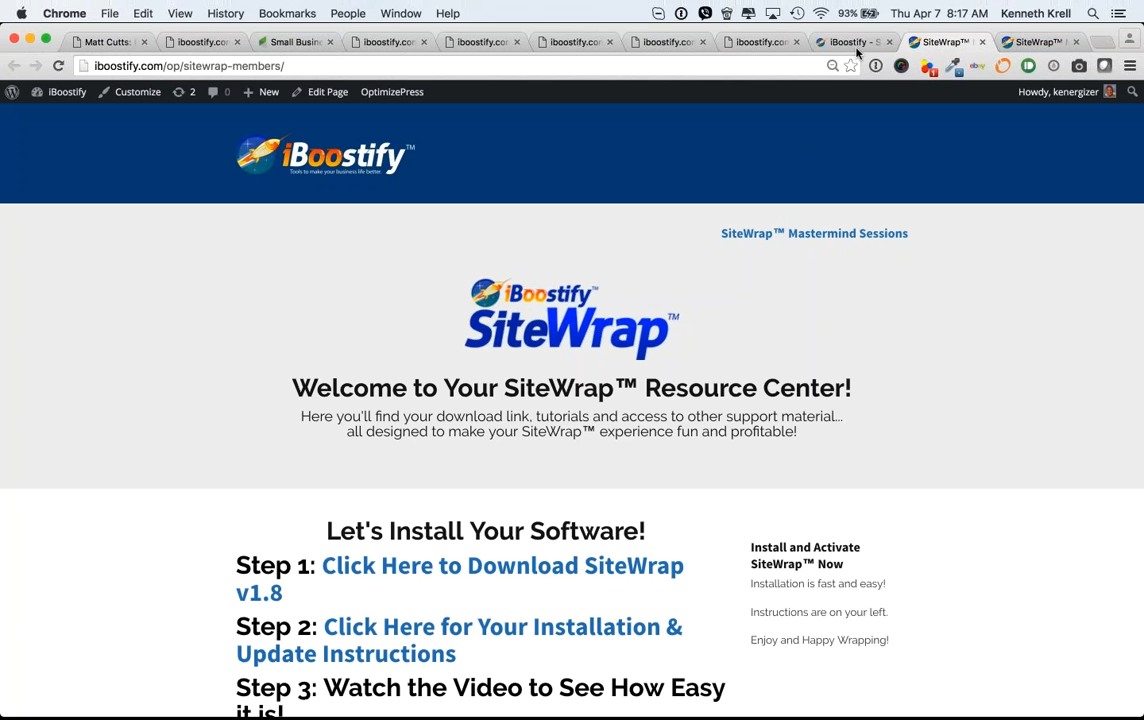 Chrome File Edit View History Bookmarks People Window Help 93% Thu Apr 7 8:17 AM Kenneth Krell
Matt Cutts: iboostify.com Small Busin iboostify.com iboostify.com iboostify.com iboostify.com iboostify.com iBoostify - S SiteWrap™ SiteWrap™
iboostify.com/op/sitewrap-members/
iBoostify Customize 2 0 New Edit Page OptimizePress Howdy, kenergizer
iBoostify™
Tools to make your business life better.
SiteWrap™ Mastermind Sessions
iBoostify™
SiteWrap™
Welcome to Your SiteWrap™ Resource Center!
Here you'll find your download link, tutorials and access to other support material...
all designed to make your SiteWrap™ experience fun and profitable!
Let's Install Your Software!
Step 1: Click Here to Download SiteWrap
v1.8
Step 2: Click Here for Your Installation &
Update Instructions
Step 3: Watch the Video to See How Easy
it is!
Install and Activate
SiteWrap™ Now
Installation is fast and easy!
Instructions are on your left.
Enjoy and Happy Wrapping!